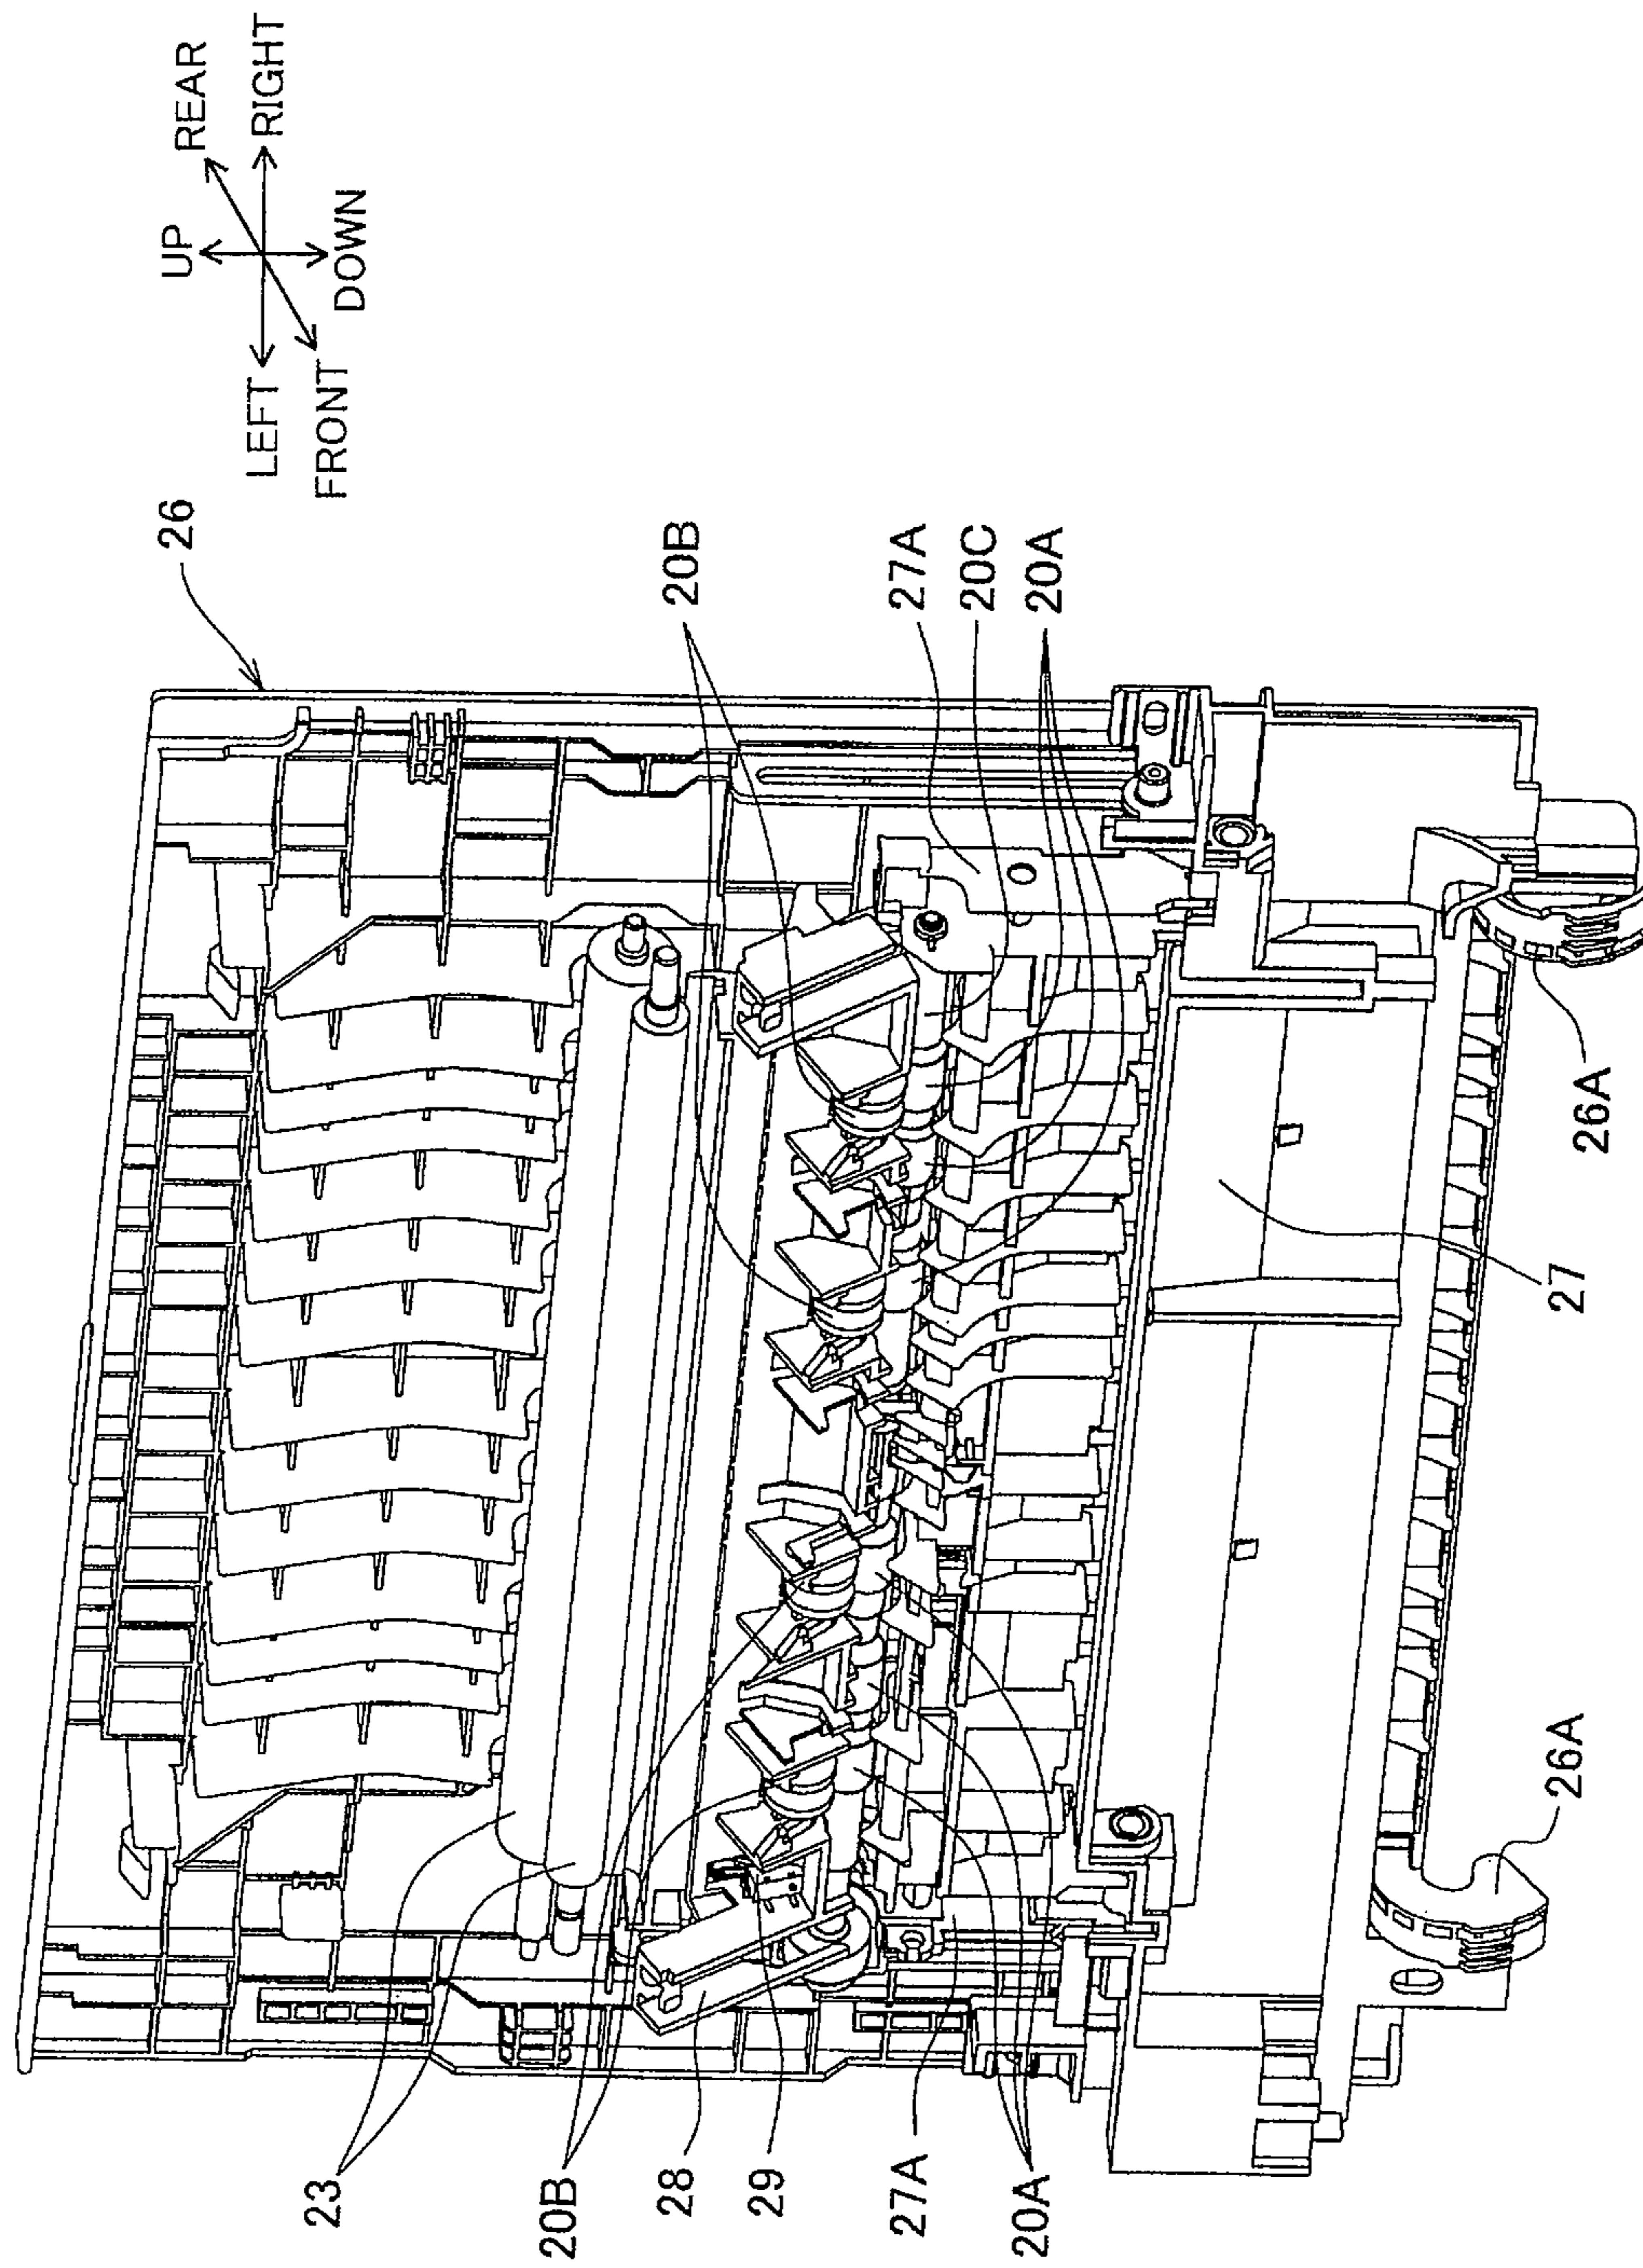 UP
REAR
LEFT
RIGHT
FRONT
DOWN
26
20B
27A
20C
20A
26A
27
26A
23
20B
28
29
27A
20A